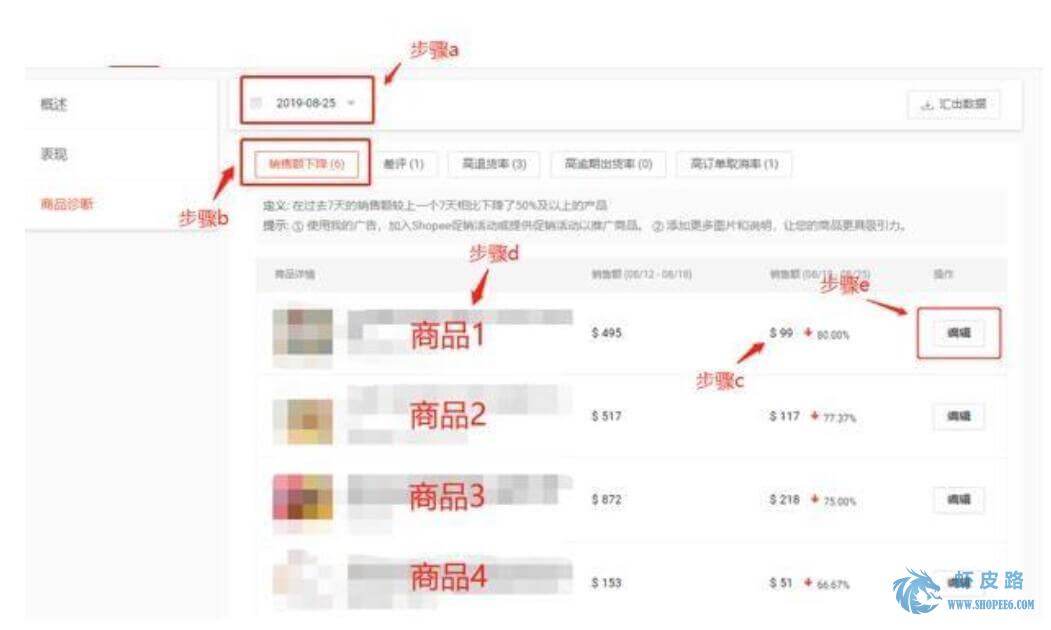 步骤a
概述
2019-08-25
汇出数据
表现
销售额下降 (6)
差评 (1)
高退货率 (3)
高逾期出货率 (0)
高订单取消率 (1)
商品诊断
步骤b
定义: 在过去7天的销售额较上一个7天相比下降了50%及以上的产品
提示: ① 使用我的广告，加入Shopee促销活动或提供促销活动以推广商品。 ② 添加更多图片和说明，让您的商品更具吸引力。
步骤d
商品详情
销售额 (08/12 - 08/18)
销售额 (08/19 - 08/25)
操作
步骤e
商品1
$ 495
$ 99 80.00%
编辑
步骤c
商品2
$ 517
$ 117 77.37%
编辑
商品3
$ 872
$ 218 75.00%
编辑
商品4
$ 153
$ 51 66.67%
虾皮路
WWW.SHOPEE6.COM